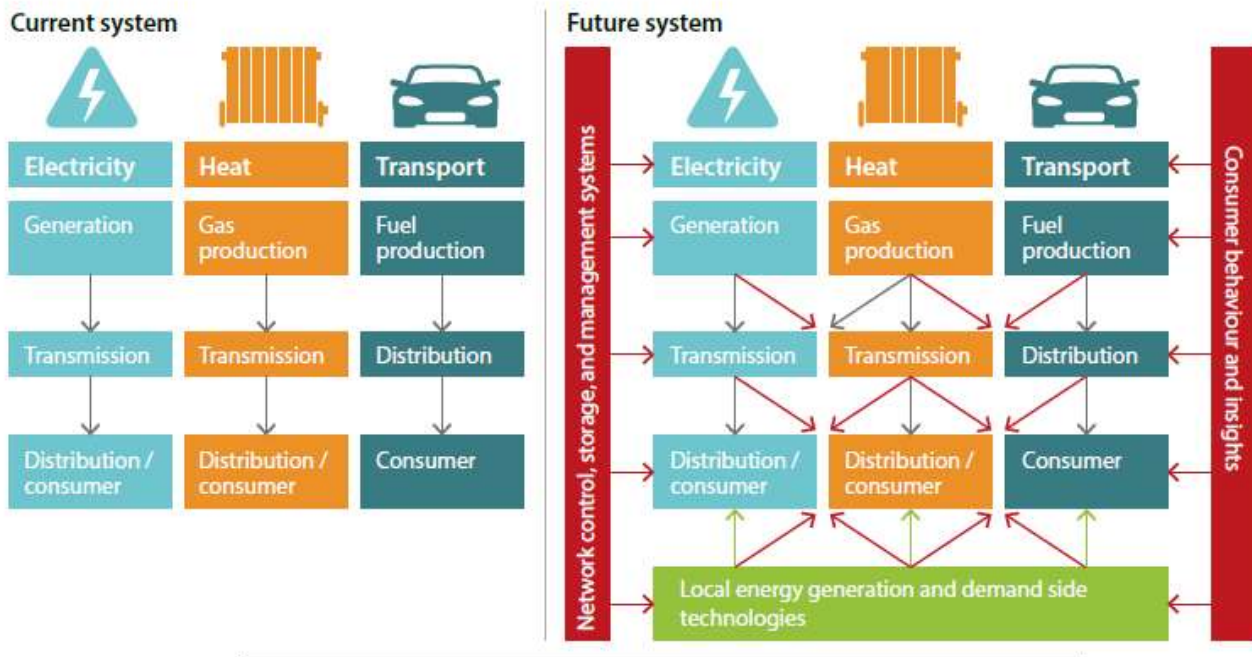 Current system
Electricity
Heat
Transport
Generation
Gas
production
Fuel
production
Transmission
Transmission
Distribution
Distribution /
consumer
Distribution /
consumer
Consumer
Future system
Network control, storage, and management systems
Electricity
Heat
Transport
Generation
Gas
production
Fuel
production
Transmission
Transmission
Distribution
Distribution /
consumer
Distribution /
consumer
Consumer
Local energy generation and demand side
technologies
Consumer behaviour and insights